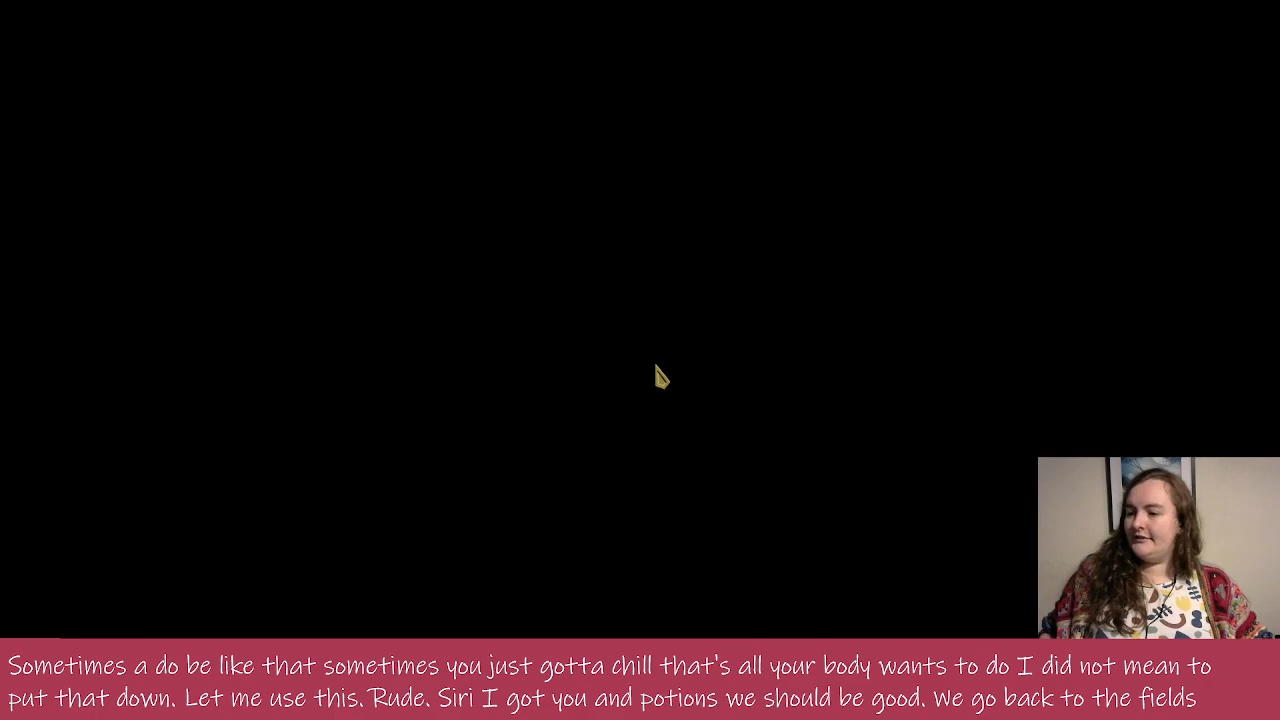 Sometimes a do be like that sometimes you just gotta chill that's all your body wants to do I did not mean to
put that down. Let me use this. Rude. Siri I got you and potions we should be good. We go back to the fields